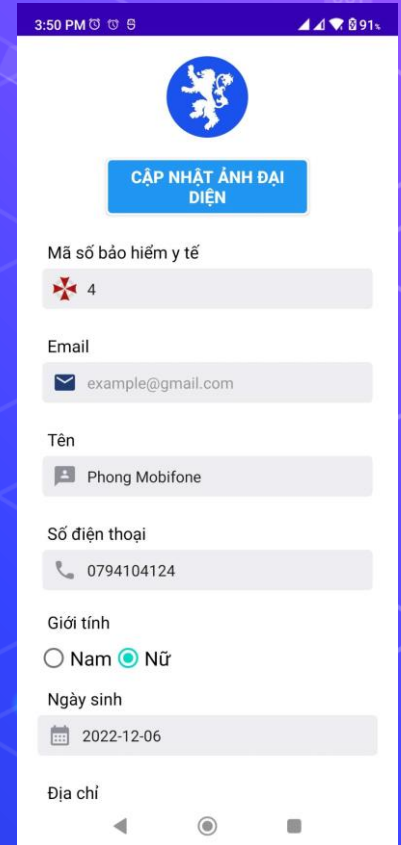 3:50 PM 91%
CẬP NHẬT ẢNH ĐẠI
DIỆN
Mã số bảo hiểm y tế
4
Email
example@gmail.com
Tên
Phong Mobifone
Số điện thoại
0794104124
Giới tính
Nam Nữ
Ngày sinh
2022-12-06
Địa chỉ